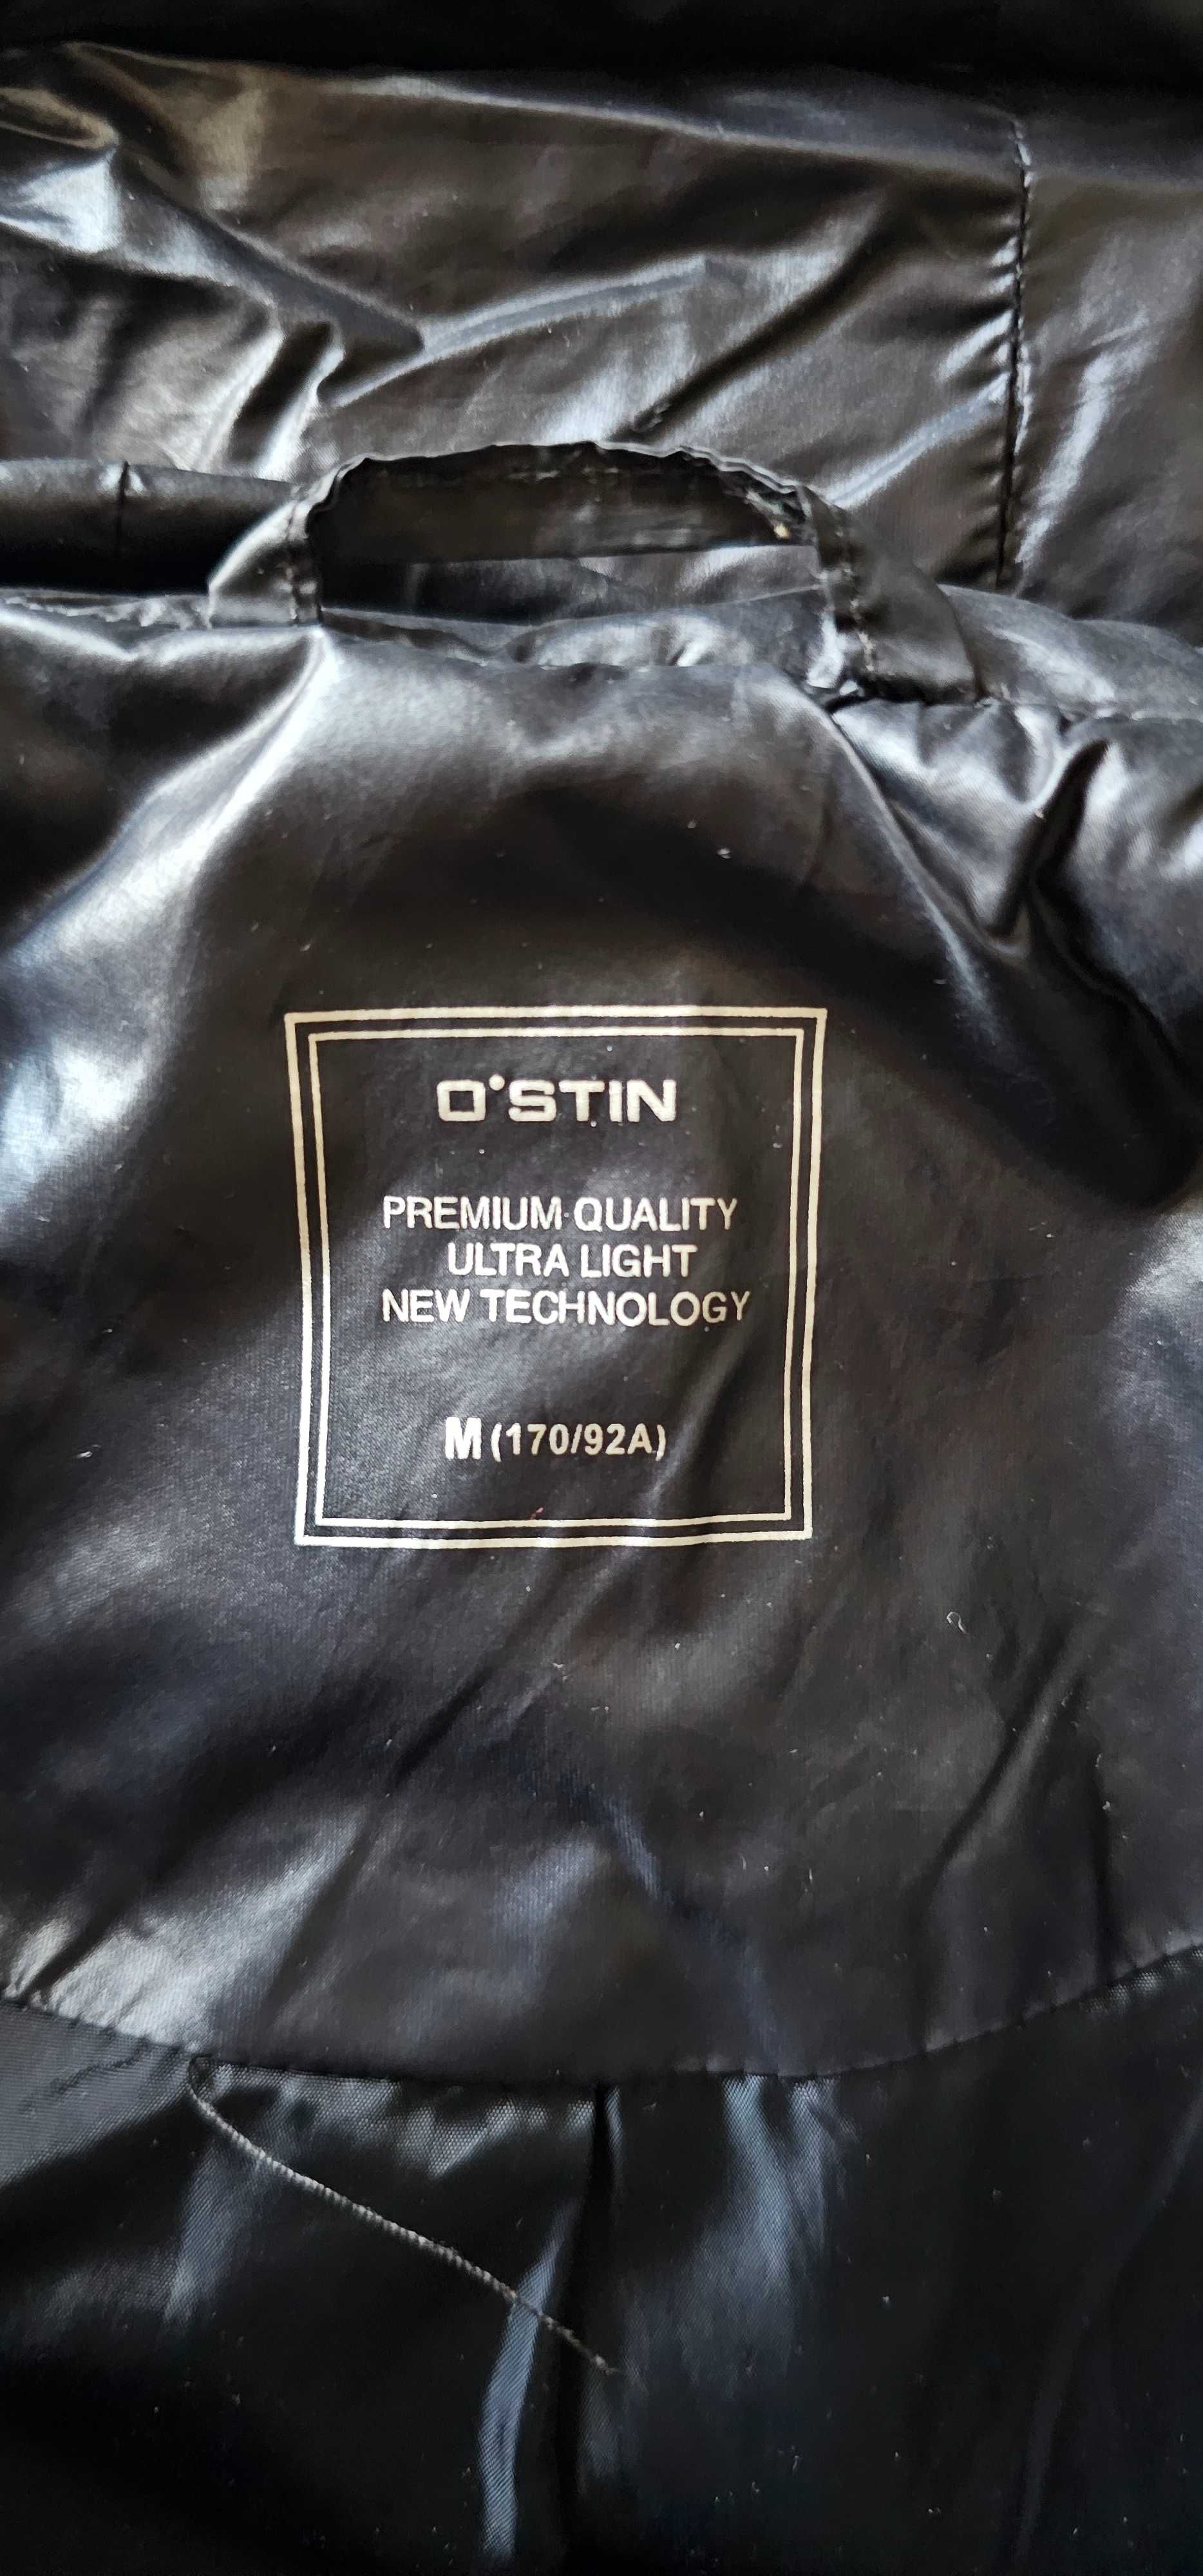 O'STIN
PREMIUM QUALITY
ULTRA LIGHT
NEW TECHNOLOGY
M (170/92A)